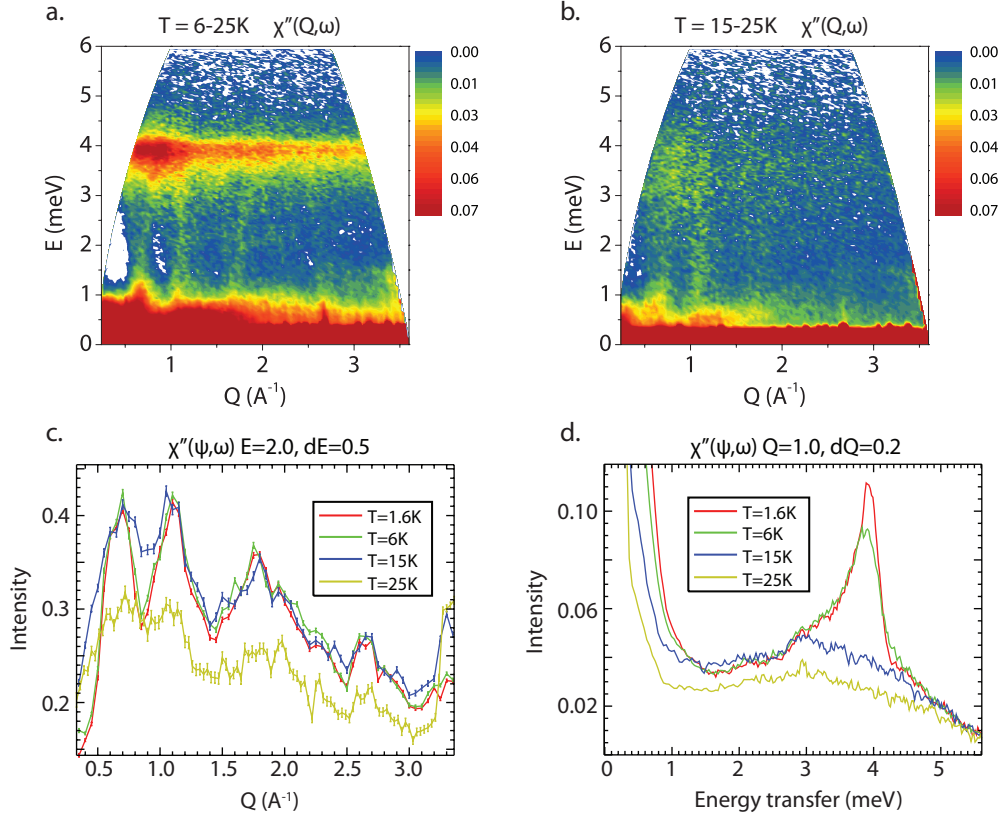 a.
T = 6-25K χ″(Q,ω)
6
5
4
3
2
1
0
E (meV)
1
2
3
Q (A⁻¹)
0.00
0.01
0.03
0.04
0.06
0.07
b.
T = 15-25K χ″(Q,ω)
6
5
4
3
2
1
0
E (meV)
1
2
3
Q (A⁻¹)
0.00
0.01
0.03
0.04
0.06
0.07
c.
χ″(ψ,ω) E=2.0, dE=0.5
0.4
0.3
0.2
Intensity
T=1.6K
T=6K
T=15K
T=25K
0.5
1.0
1.5
2.0
2.5
3.0
Q (A⁻¹)
d.
χ″(ψ,ω) Q=1.0, dQ=0.2
0.10
0.06
0.02
Intensity
T=1.6K
T=6K
T=15K
T=25K
0
1
2
3
4
5
Energy transfer (meV)